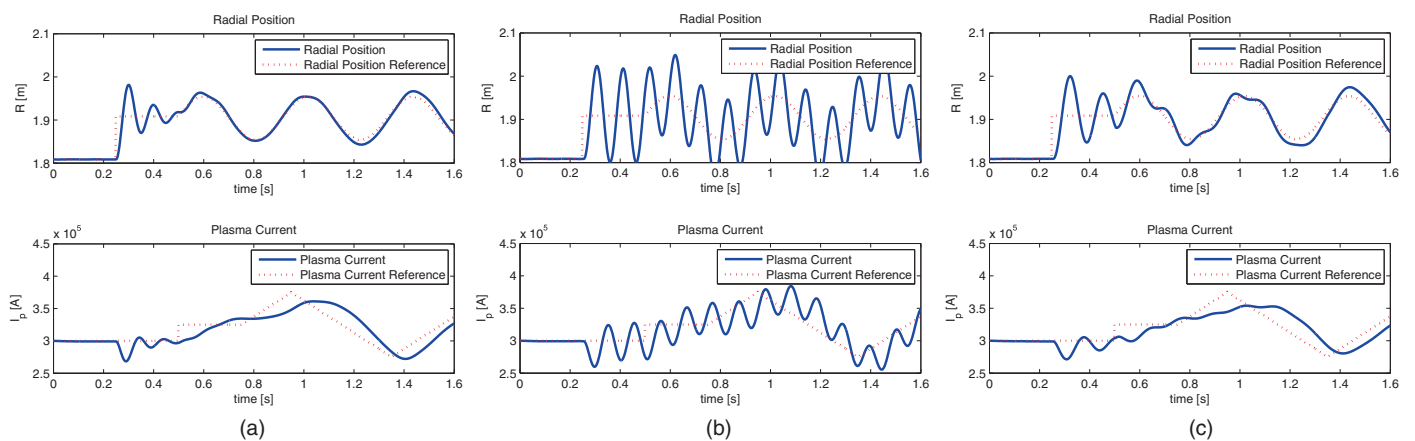 Radial Position
2.1
2
1.9
1.8
R [m]
Radial Position
Radial Position Reference
0 0.2 0.4 0.6 0.8 1 1.2 1.4 1.6
time [s]
Plasma Current
x 10⁵
4.5
4
3.5
3
2.5
I_p [A]
Plasma Current
Plasma Current Reference
0 0.2 0.4 0.6 0.8 1 1.2 1.4 1.6
time [s]
(a)
Radial Position
2.1
2
1.9
1.8
R [m]
Radial Position
Radial Position Reference
0 0.2 0.4 0.6 0.8 1 1.2 1.4 1.6
time [s]
Plasma Current
x 10⁵
4.5
4
3.5
3
2.5
I_p [A]
Plasma Current
Plasma Current Reference
0 0.2 0.4 0.6 0.8 1 1.2 1.4 1.6
time [s]
(b)
Radial Position
2.1
2
1.9
1.8
R [m]
Radial Position
Radial Position Reference
0 0.2 0.4 0.6 0.8 1 1.2 1.4 1.6
time [s]
Plasma Current
x 10⁵
4.5
4
3.5
3
2.5
I_p [A]
Plasma Current
Plasma Current Reference
0 0.2 0.4 0.6 0.8 1 1.2 1.4 1.6
time [s]
(c)